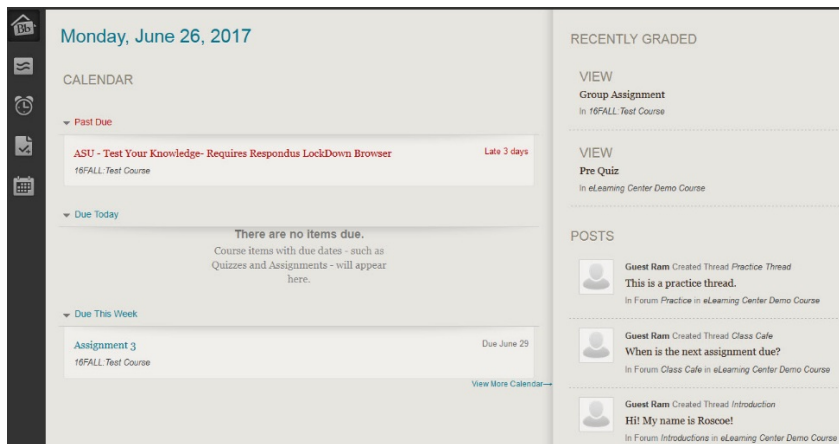 Bb
Monday, June 26, 2017
CALENDAR
Past Due
ASU - Test Your Knowledge- Requires Respondus LockDown Browser
Late 3 days
16FALL:Test Course
Due Today
There are no items due.
Course items with due dates - such as
Quizzes and Assignments - will appear
here.
Due This Week
Assignment 3
Due June 29
16FALL:Test Course
View More Calendar→
RECENTLY GRADED
VIEW
Group Assignment
In 16FALL:Test Course
VIEW
Pre Quiz
In eLearning Center Demo Course
POSTS
Guest Ram Created Thread Practice Thread
This is a practice thread.
In Forum Practice in eLearning Center Demo Course
Guest Ram Created Thread Class Cafe
When is the next assignment due?
In Forum Class Cafe in eLearning Center Demo Course
Guest Ram Created Thread Introduction
Hi! My name is Roscoe!
In Forum Introductions in eLearning Center Demo Course